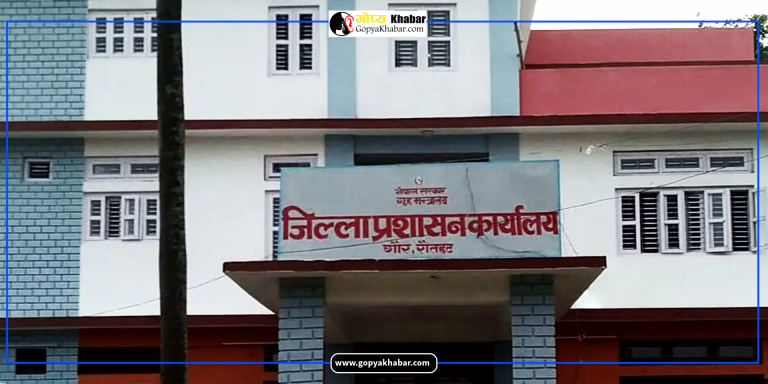 गोप्य Khabar
GopyaKhabar.com
नेपाल सरकार
गृह मन्त्रालय
जिल्ला प्रशासन कार्यालय
गौर, रौतहट
www.gopyakhabar.com